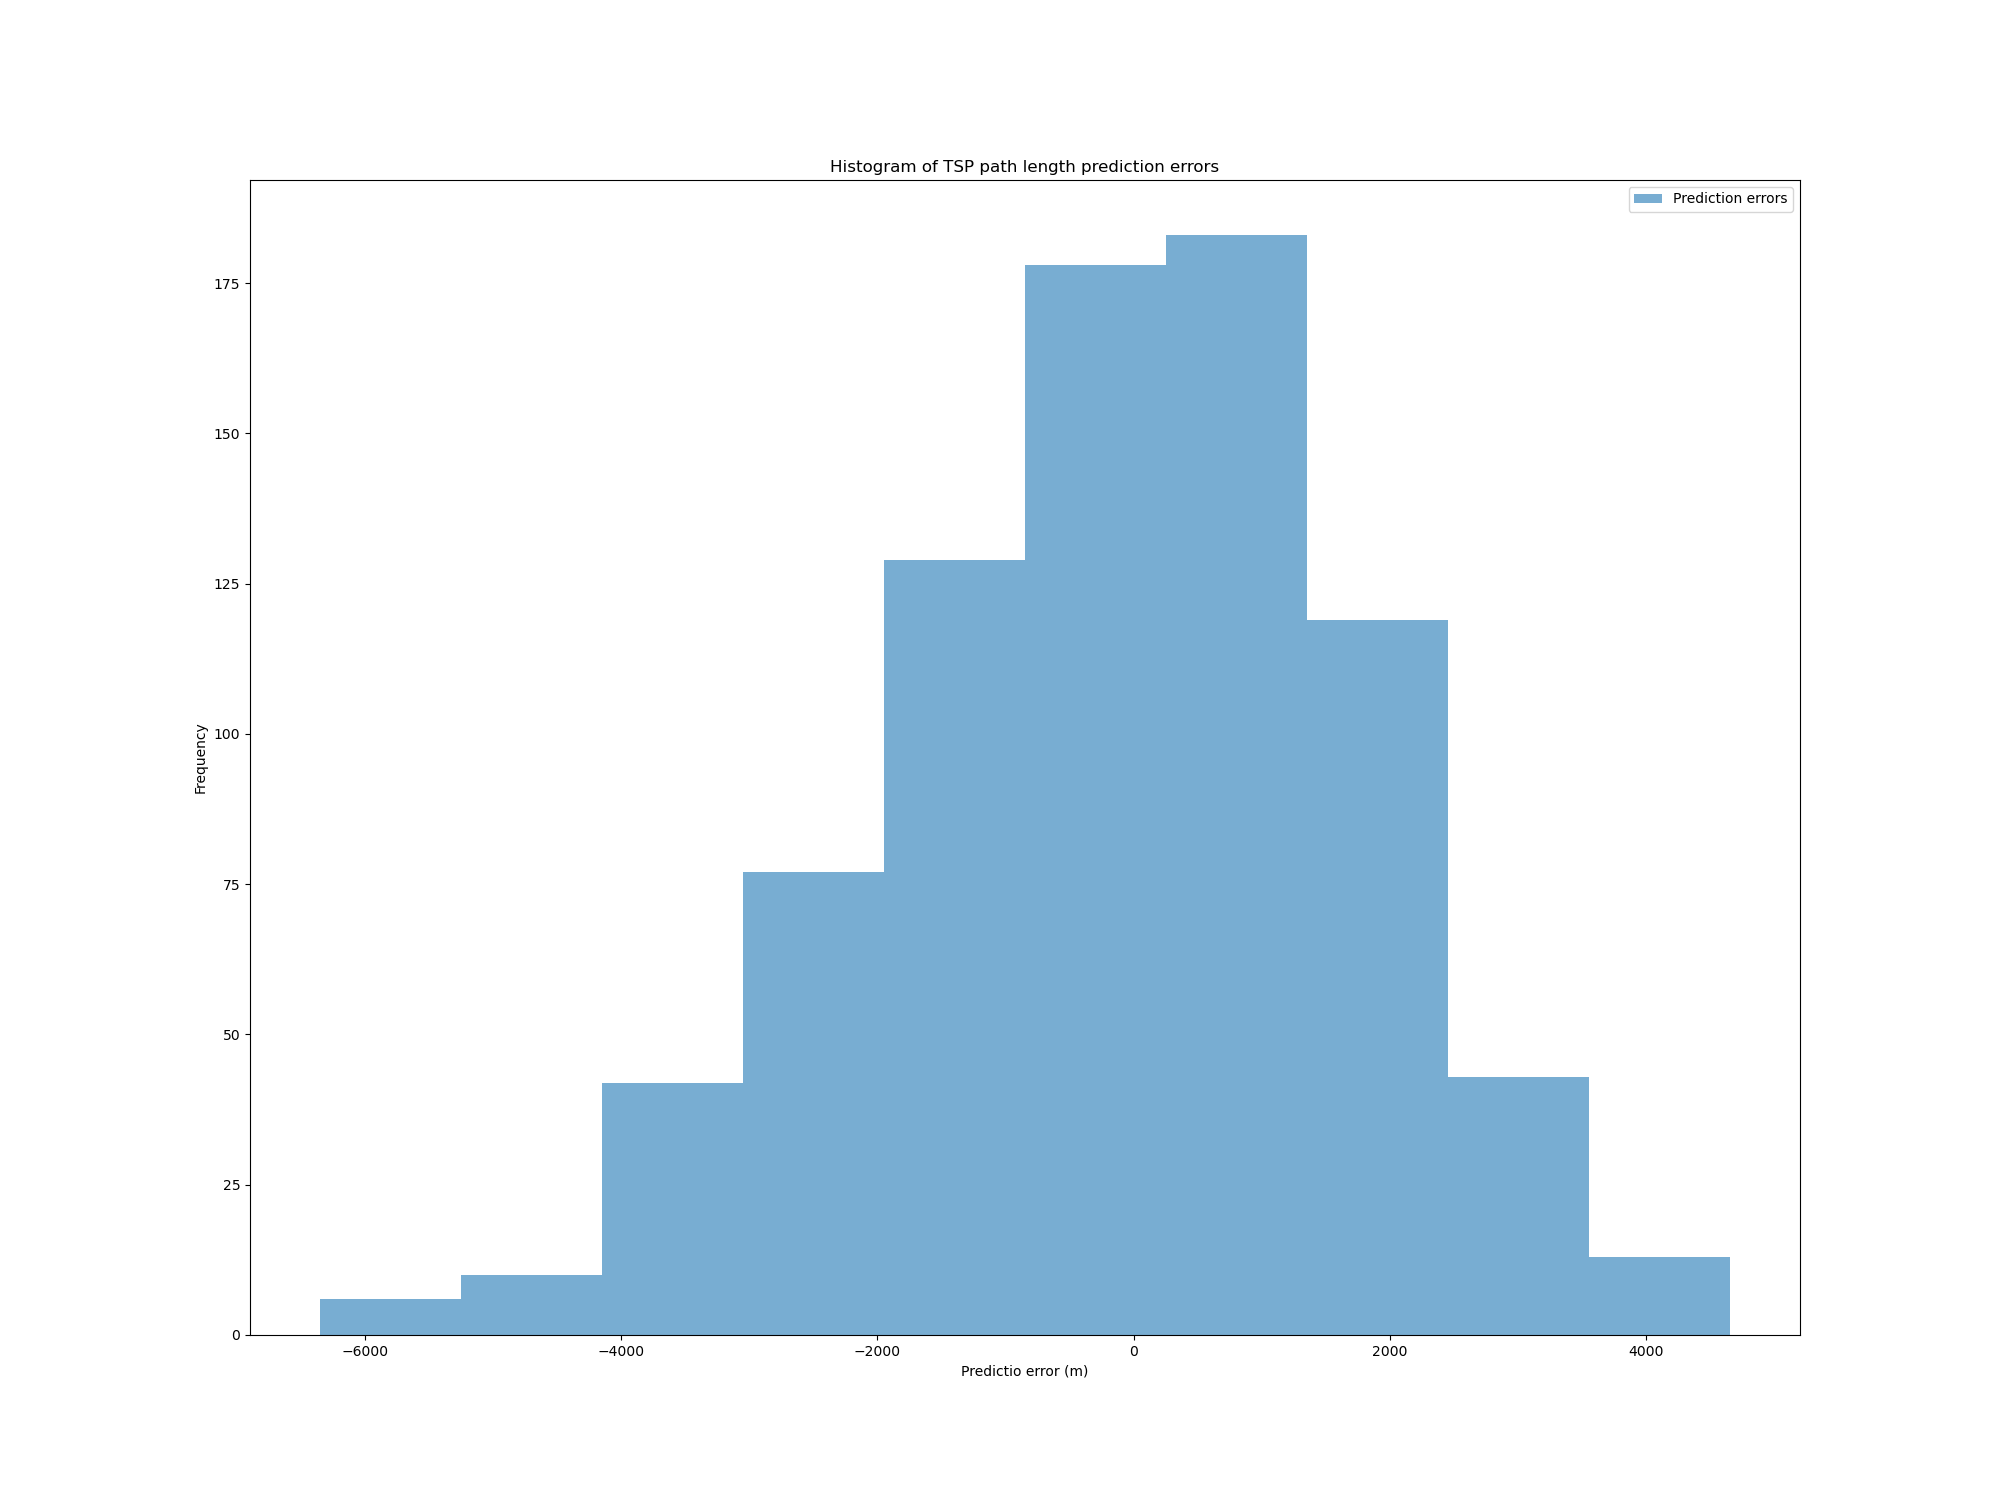 Histogram of TSP path length prediction errors
Prediction errors
175
150
125
100
75
50
25
0
Frequency
−6000 −4000 −2000 0 2000 4000
Predictio error (m)